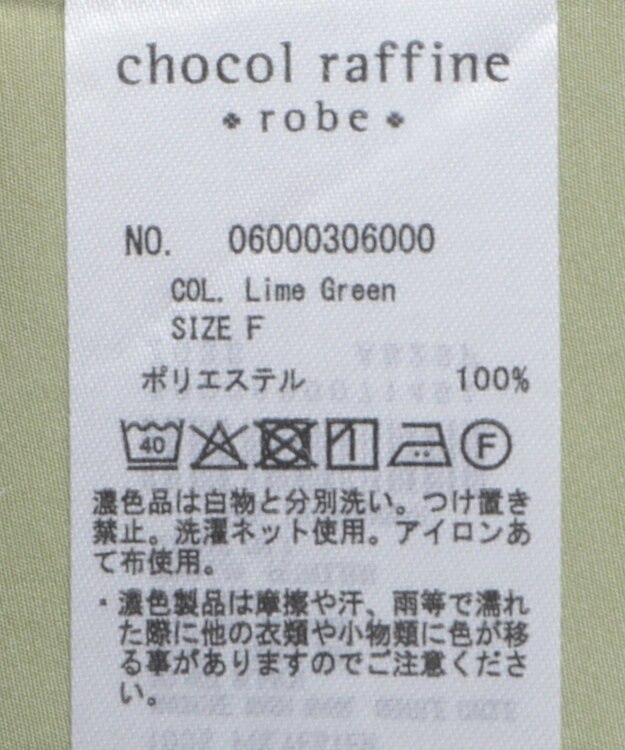 chocol raffine
robe
NO. 06000306000
COL. Lime Green
SIZE F
ポリエステル 100%
40 F
濃色品は白物と分別洗い。つけ置き
禁止。洗濯ネット使用。アイロンあ
て布使用。
・濃色製品は摩擦や汗、雨等で濡れ
た際に他の衣類や小物類に色が移
る事がありますのでご注意くださ
い。